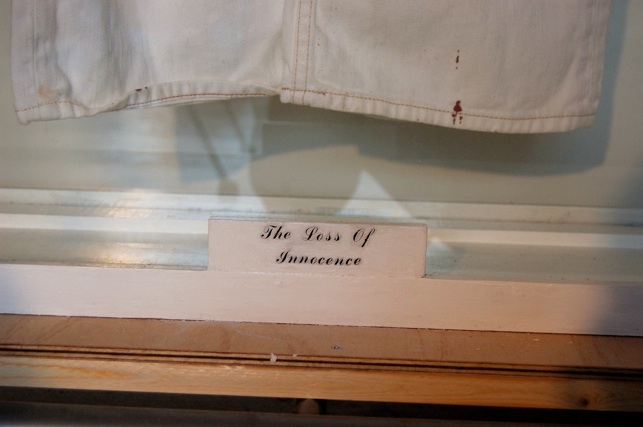 The Loss Of
Innocence